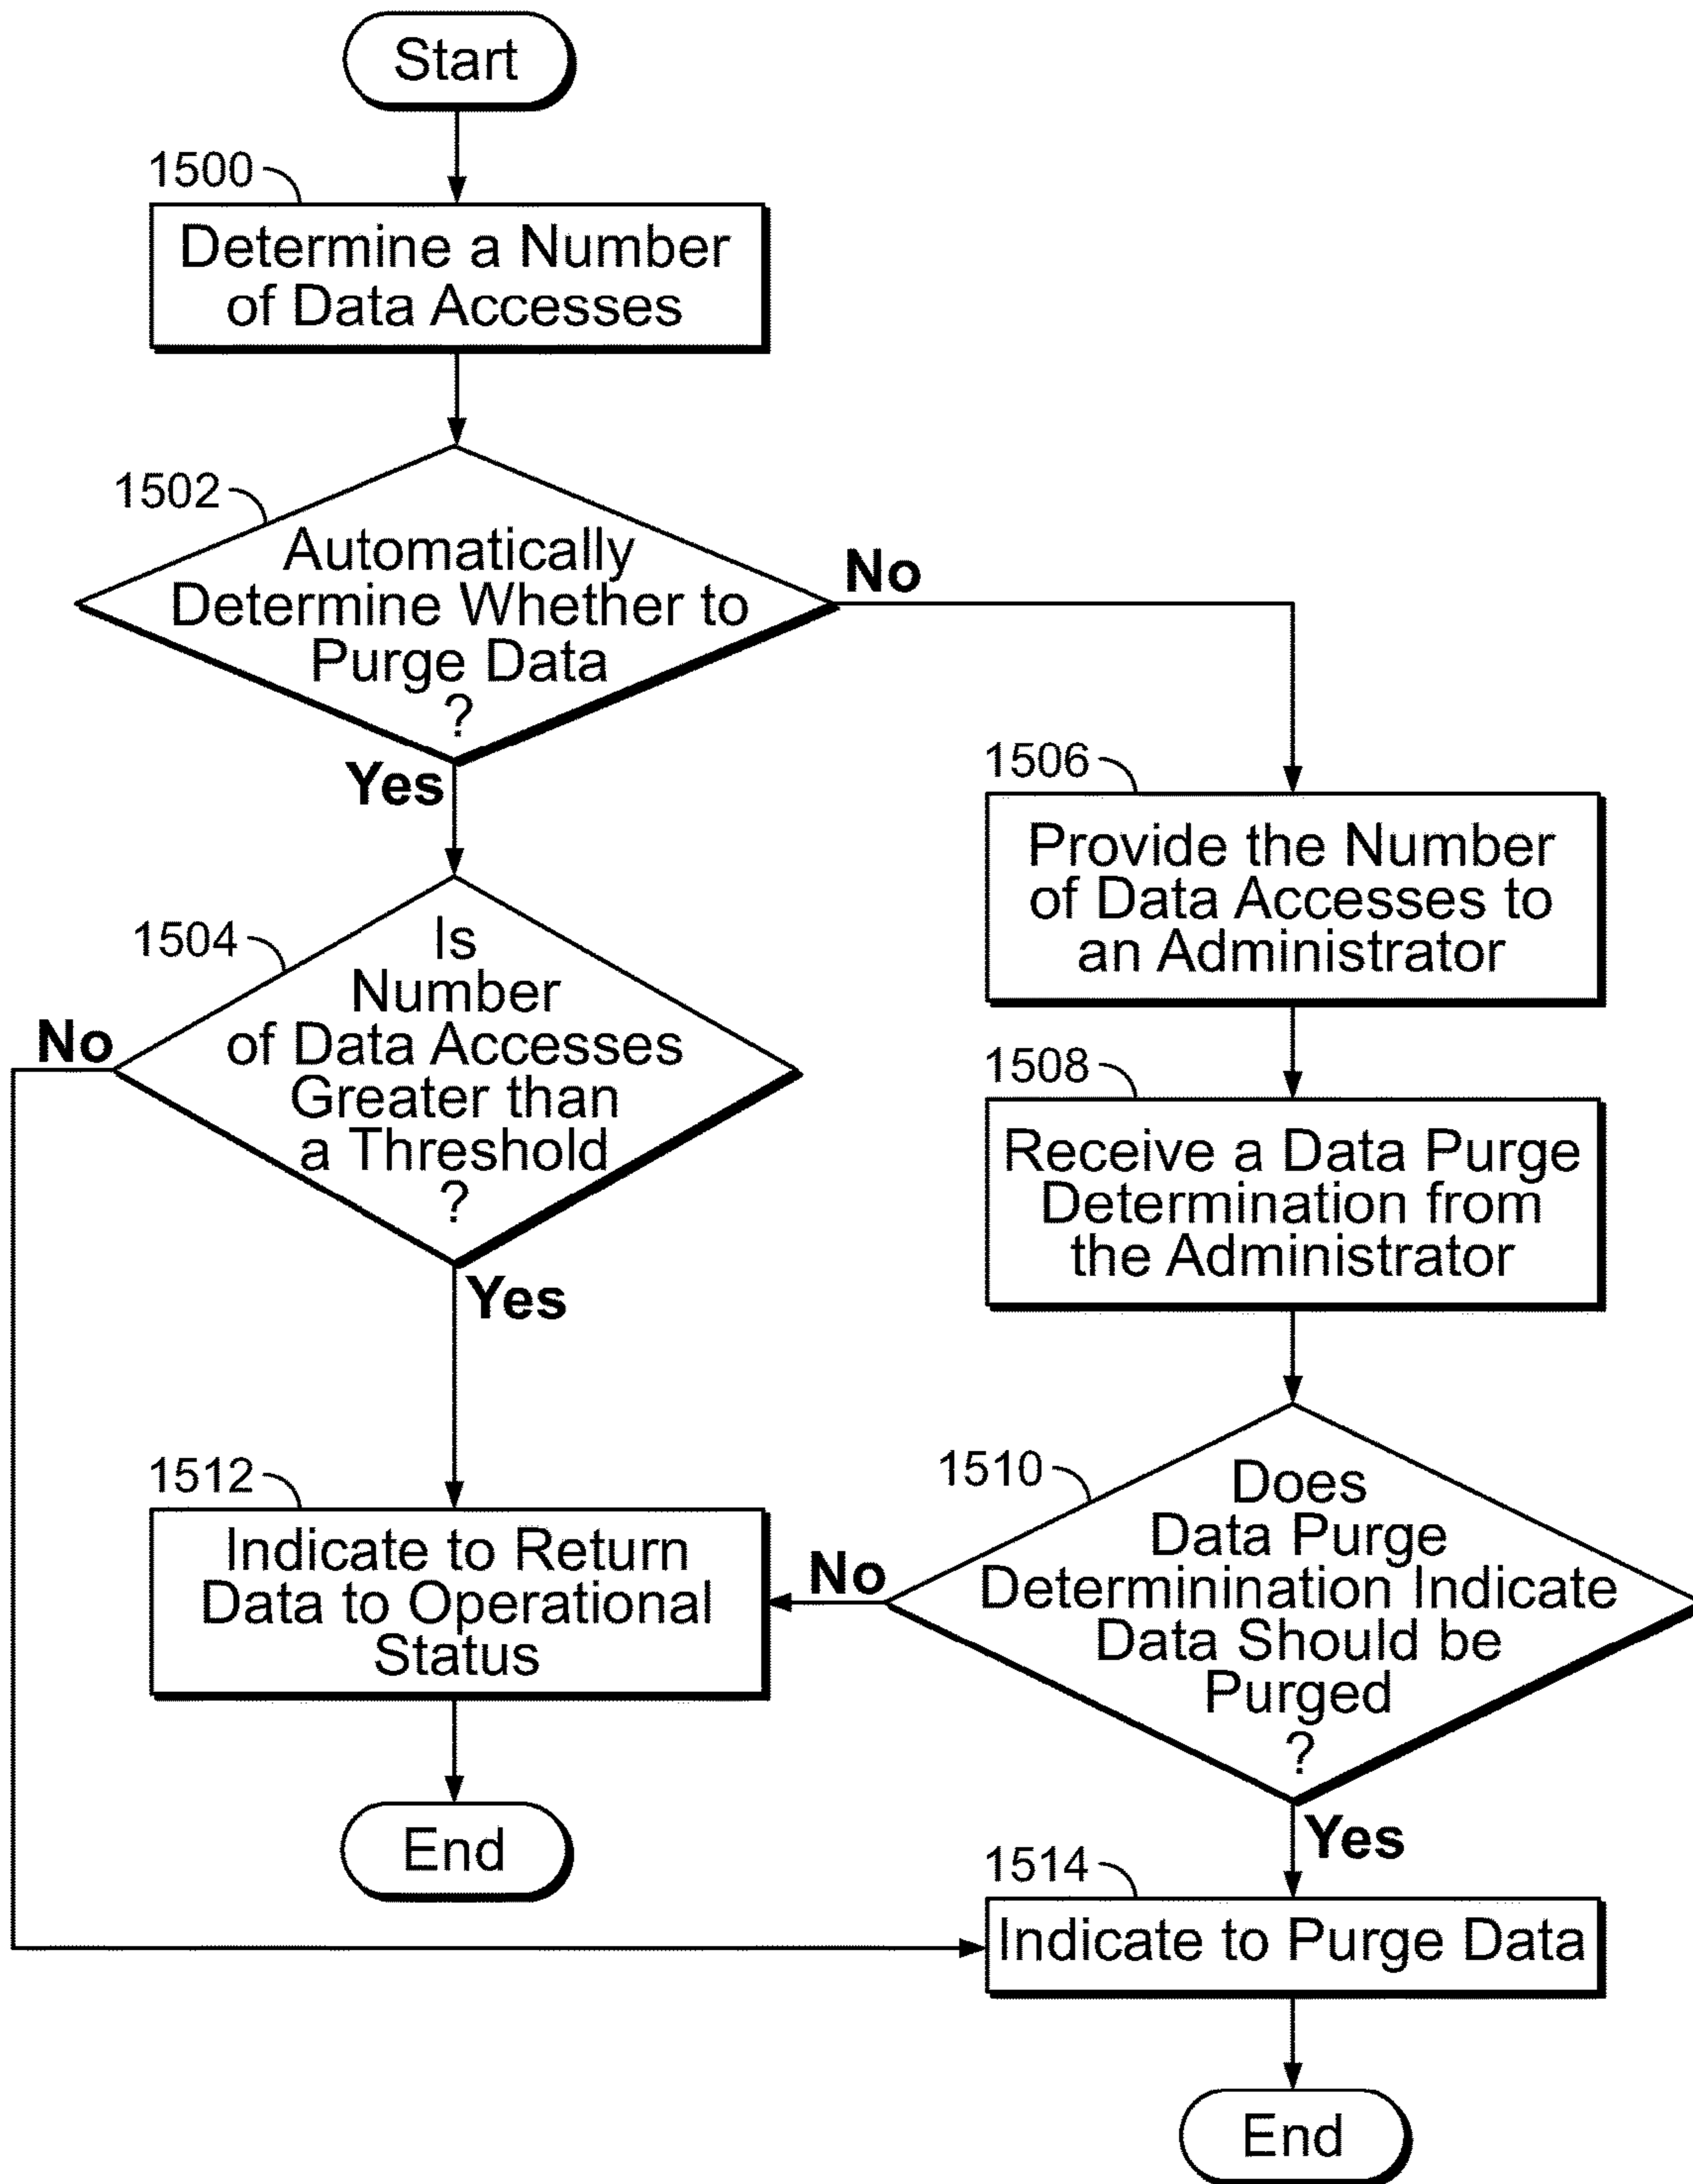 Start
1500
Determine a Number
of Data Accesses
1502
Automatically
Determine Whether to
Purge Data
?
No
Yes
1504
Is
Number
of Data Accesses
Greater than
a Threshold
?
No
Yes
1506
Provide the Number
of Data Accesses to
an Administrator
1508
Receive a Data Purge
Determination from
the Administrator
1510
Does
Data Purge
Determinination Indicate
Data Should be
Purged
?
No
Yes
1512
Indicate to Return
Data to Operational
Status
End
1514
Indicate to Purge Data
End